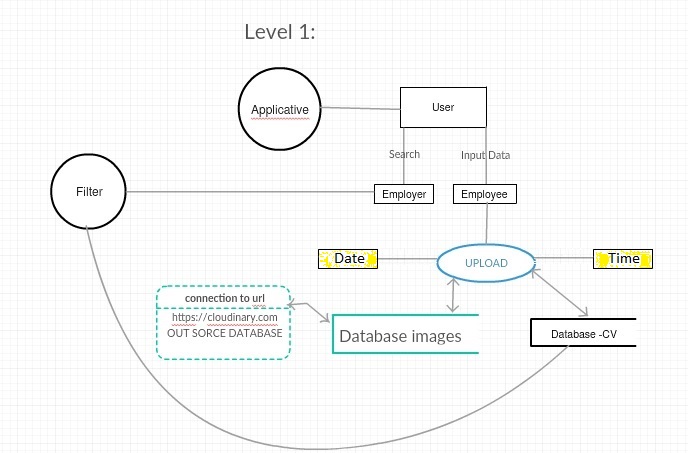 Level 1:
Applicative
User
Search
Input Data
Filter
Employer
Employee
Date
UPLOAD
Time
connection to url
https://cloudinary.com
OUT SORCE DATABASE
Database images
Database -CV